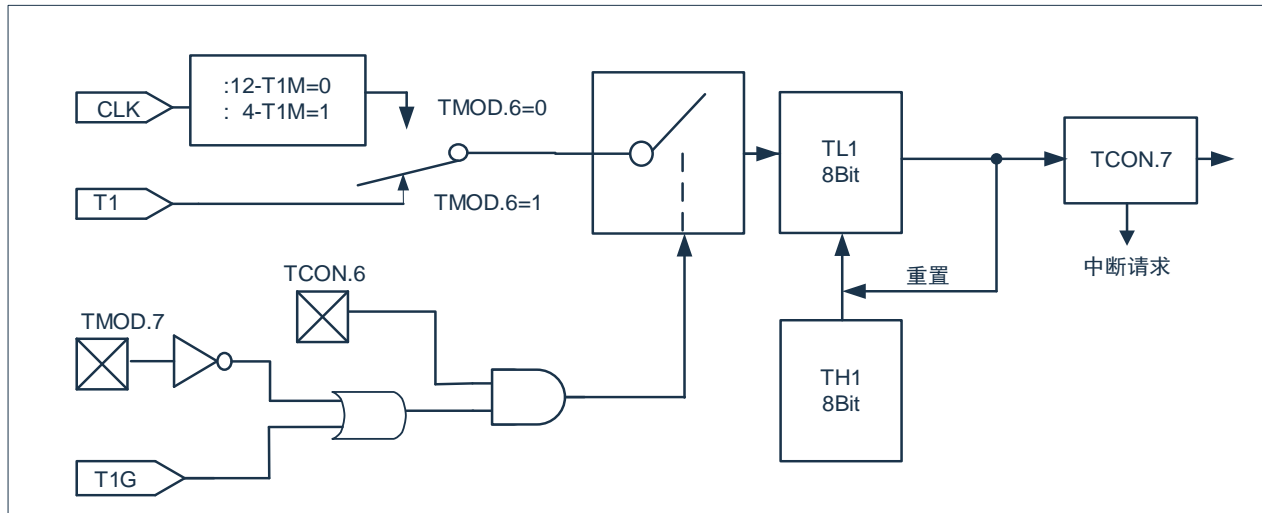 :12-T1M=0
: 4-T1M=1
CLK
TMOD.6=0
T1
TMOD.6=1
TL1
8Bit
TCON.7
中断请求
重置
TCON.6
TMOD.7
TH1
8Bit
T1G